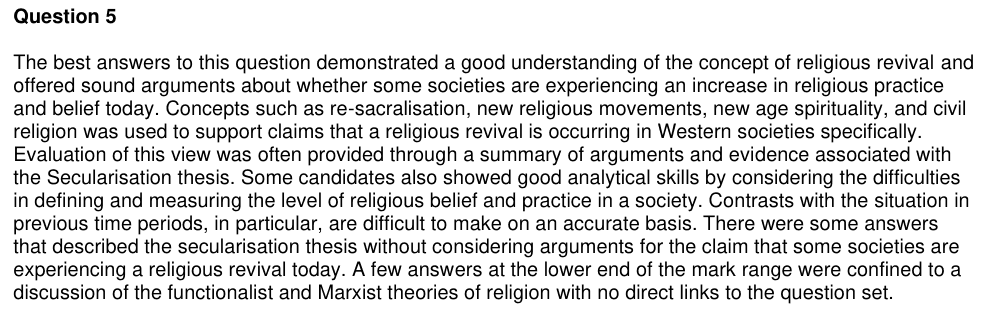 Question 5
The best answers to this question demonstrated a good understanding of the concept of religious revival and
offered sound arguments about whether some societies are experiencing an increase in religious practice
and belief today. Concepts such as re-sacralisation, new religious movements, new age spirituality, and civil
religion was used to support claims that a religious revival is occurring in Western societies specifically.
Evaluation of this view was often provided through a summary of arguments and evidence associated with
the Secularisation thesis. Some candidates also showed good analytical skills by considering the difficulties
in defining and measuring the level of religious belief and practice in a society. Contrasts with the situation in
previous time periods, in particular, are difficult to make on an accurate basis. There were some answers
that described the secularisation thesis without considering arguments for the claim that some societies are
experiencing a religious revival today. A few answers at the lower end of the mark range were confined to a
discussion of the functionalist and Marxist theories of religion with no direct links to the question set.